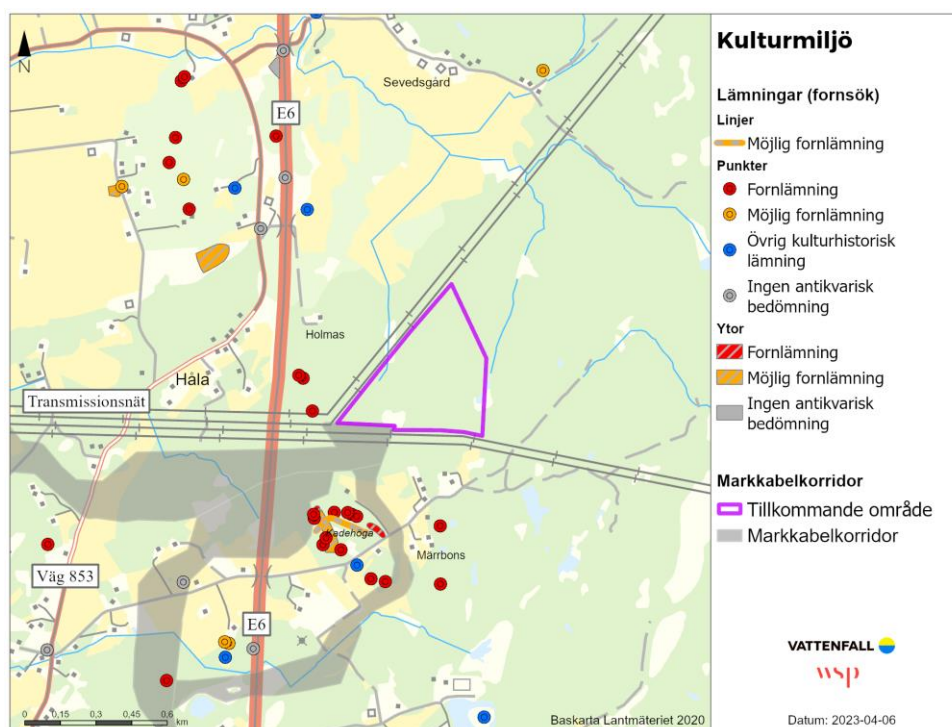 N
Sevedsgård
E6
Holmas
Håla
Transmissionsnät
Kadehöga
Märrbons
Väg 853
E6
0 0,15 0,3 0,45 0,6
km
Baskarta Lantmäteriet 2020
Kulturmiljö
Lämningar (fornsök)
Linjer
Möjlig fornlämning
Punkter
Fornlämning
Möjlig fornlämning
Övrig kulturhistorisk
lämning
Ingen antikvarisk
bedömning
Ytor
Fornlämning
Möjlig fornlämning
Ingen antikvarisk
bedömning
Markkabelkorridor
Tillkommande område
Markkabelkorridor
VATTENFALL
wsp
Datum: 2023-04-06